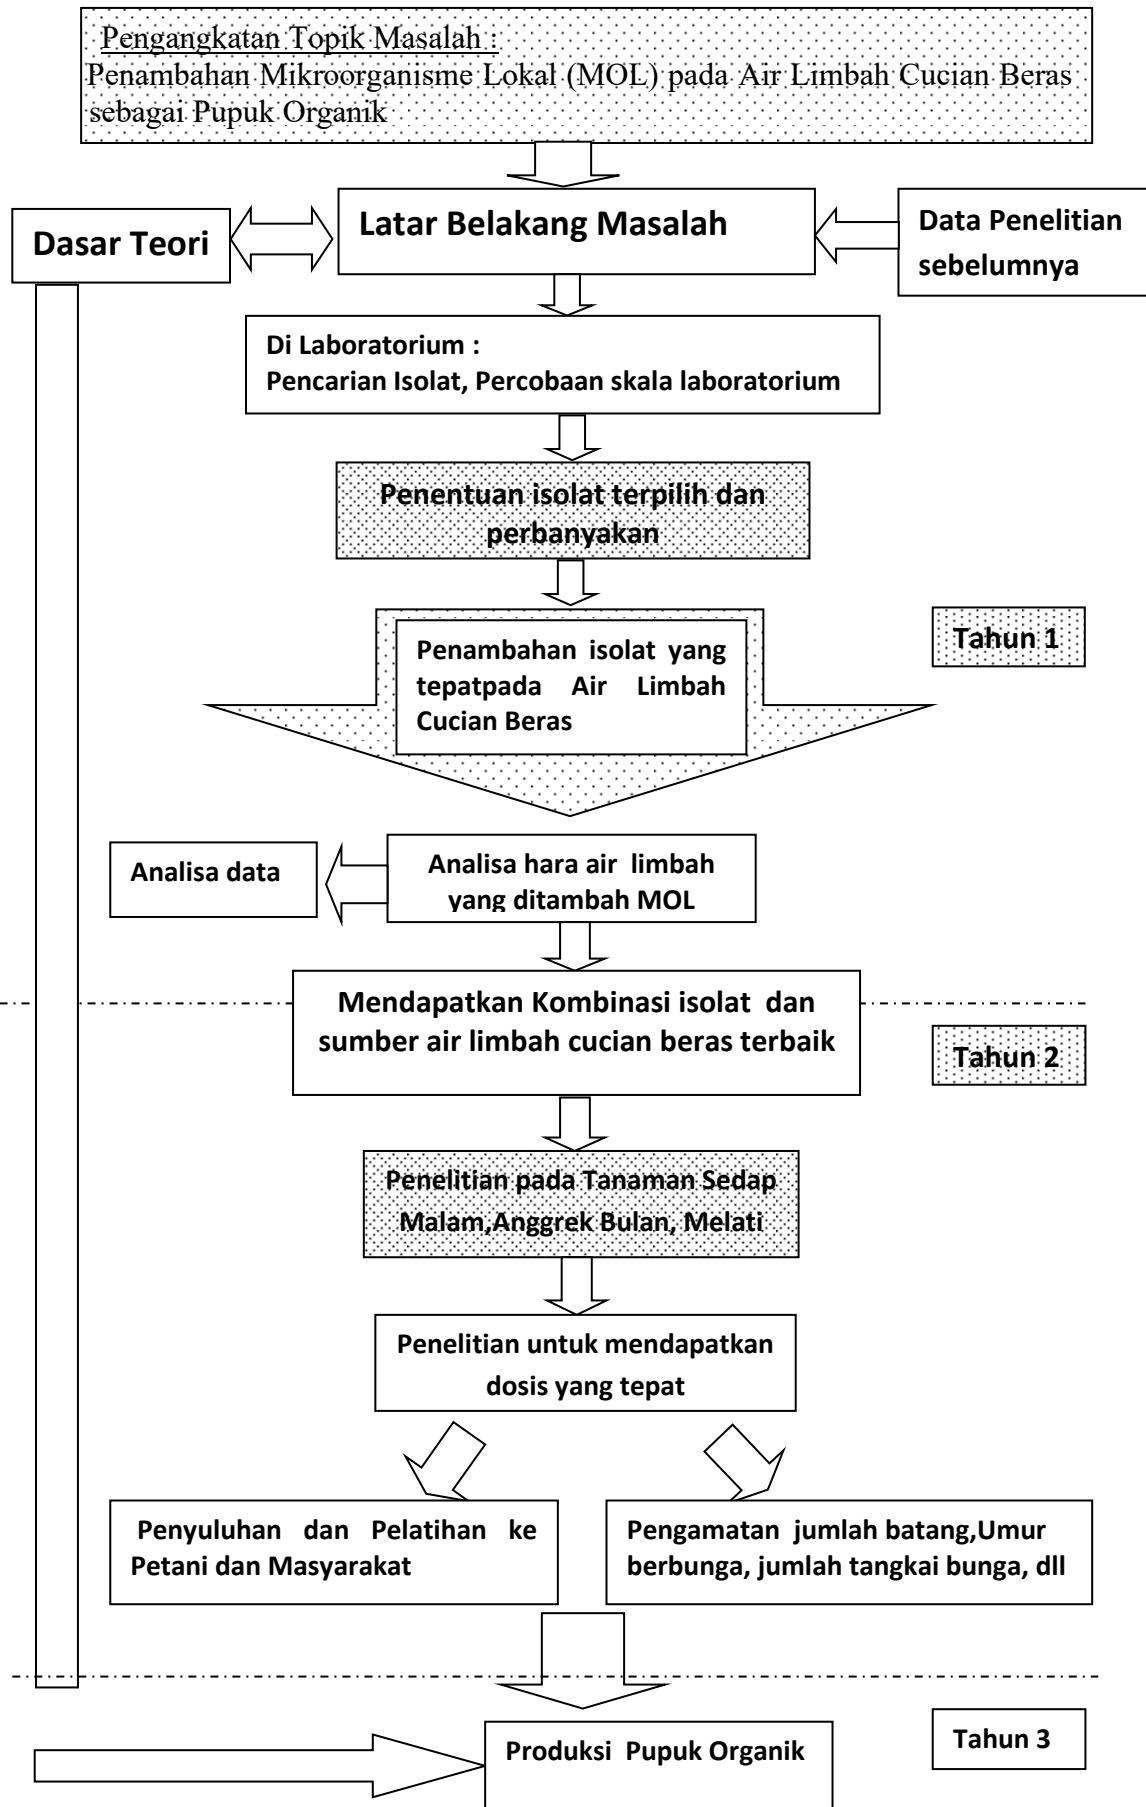 Pengangkatan Topik Masalah :
Penambahan Mikroorganisme Lokal (MOL) pada Air Limbah Cucian Beras
sebagai Pupuk Organik
Dasar Teori
Latar Belakang Masalah
Data Penelitian
sebelumnya
Di Laboratorium :
Pencarian Isolat, Percobaan skala laboratorium
Penentuan isolat terpilih dan
perbanyakan
Penambahan isolat yang
tepatpada Air Limbah
Cucian Beras
Tahun 1
Analisa data
Analisa hara air limbah
yang ditambah MOL
Mendapatkan Kombinasi isolat dan
sumber air limbah cucian beras terbaik
Tahun 2
Penelitian pada Tanaman Sedap
Malam,Anggrek Bulan, Melati
Penelitian untuk mendapatkan
dosis yang tepat
Penyuluhan dan Pelatihan ke
Petani dan Masyarakat
Pengamatan jumlah batang,Umur
berbunga, jumlah tangkai bunga, dll
Produksi Pupuk Organik
Tahun 3